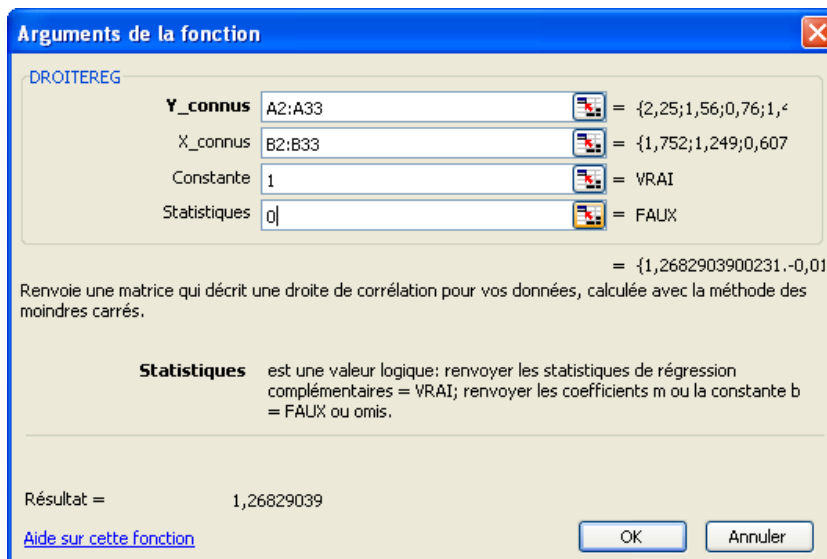 Arguments de la fonction
DROITEREG
Y_connus A2:A33 = {2,25;1,56;0,76;1,4
X_connus B2:B33 = {1,752;1,249;0,607
Constante 1 = VRAI
Statistiques 0 = FAUX
= {1,2682903900231.-0,01
Renvoie une matrice qui décrit une droite de corrélation pour vos données, calculée avec la méthode des
moindres carrés.
Statistiques est une valeur logique: renvoyer les statistiques de régression
complémentaires = VRAI; renvoyer les coefficients m ou la constante b
= FAUX ou omis.
Résultat = 1,26829039
Aide sur cette fonction OK Annuler